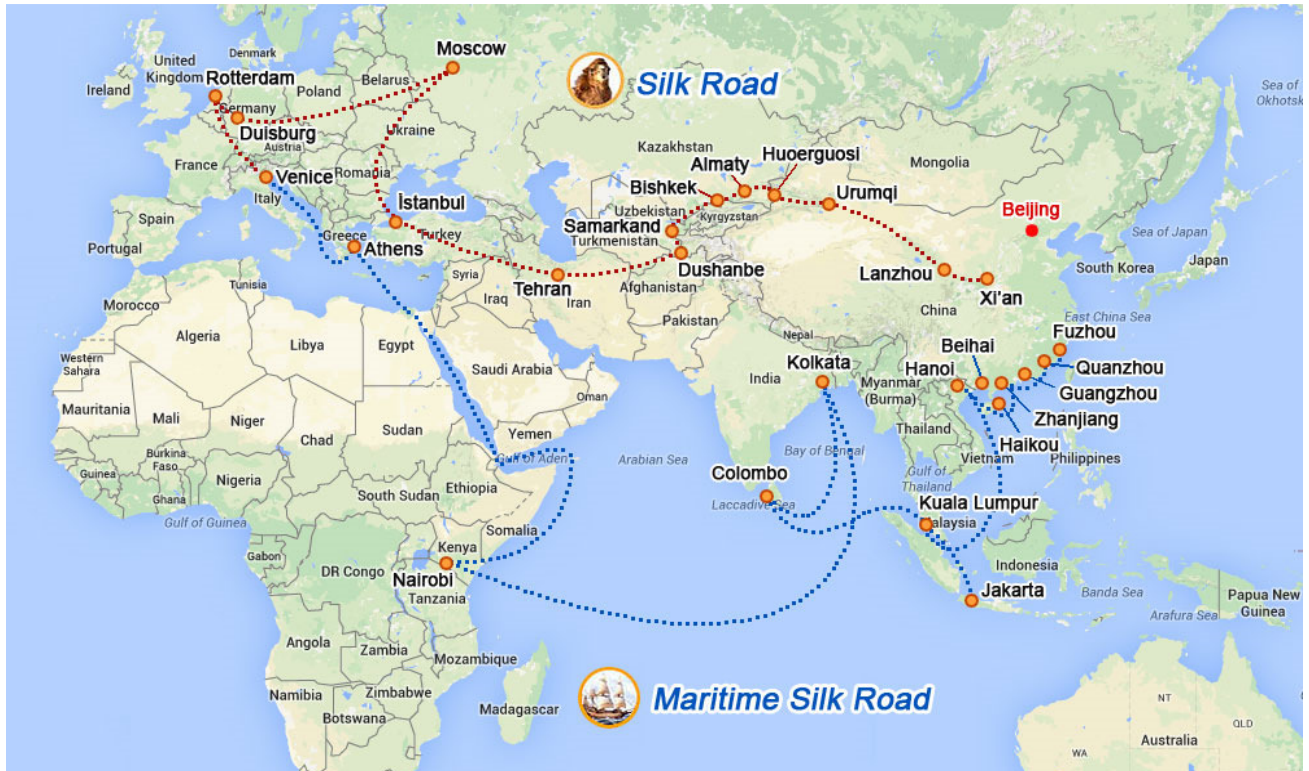 Moscow
Denmark
United
Kingdom
Rotterdam
Ireland
Belarus
Poland
Germany
Silk Road
Sea of
Okhotsk
Duisburg
Ukraine
Austria
France
Kazakhstan
Almaty
Huoerguosi
Mongolia
Venice
Romania
Italy
Bishkek
Urumqi
İstanbul
Uzbekistan
Kyrgyzstan
Beijing
Spain
Portugal
Greece
Turkey
Samarkand
Turkmenistan
Sea of Japan
Athens
Dushanbe
Japan
South Korea
Syria
Tehran
Iraq
Iran
Afghanistan
Lanzhou
Xi'an
Tunisia
Morocco
China
Pakistan
East China Sea
Algeria
Libya
Egypt
Nepal
Fuzhou
Western
Sahara
Saudi Arabia
Kolkata
Beihai
Hanoi
Quanzhou
India
Myanmar
(Burma)
Guangzhou
Oman
Mauritania
Mali
Niger
Zhanjiang
Chad
Sudan
Yemen
Thailand
Haikou
Burkina
Faso
Gulf of Aden
Arabian Sea
Bay of Bengal
Vietnam
Philippines
Guinea
Nigeria
Colombo
Gulf of
Thailand
Ghana
South Sudan
Ethiopia
Laccadive Sea
Kuala Lumpur
Gulf of Guinea
Malaysia
Somalia
Gabon
Kenya
DR Congo
Nairobi
Indonesia
Jakarta
Tanzania
Banda Sea
Papua New
Guinea
Arafura Sea
Angola
Zambia
Mozambique
Namibia
Zimbabwe
Botswana
Madagascar
Maritime Silk Road
NT
QLD
Australia
WA